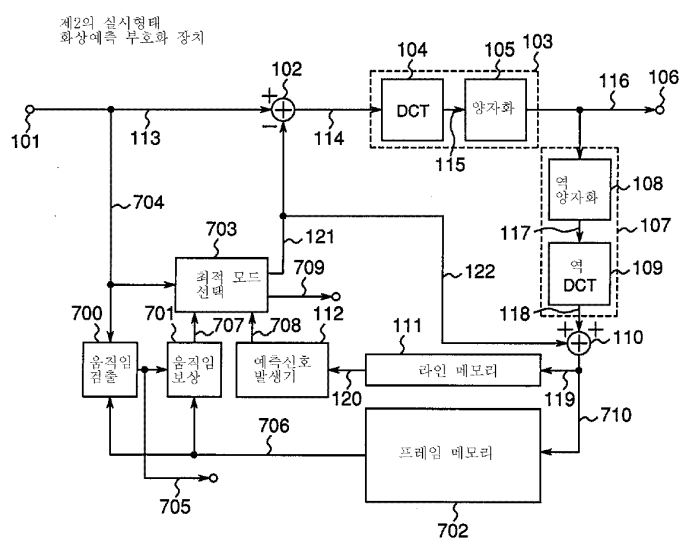 제2의 실시형태
화상예측 부호화 장치
104
105
103
102
106
+
+
DCT
양자화
116
−
101
113
114
115
704
역
양자화
108
703
121
117
107
최적 모드
선택
709
122
역
DCT
109
700
701
707
708
112
118
111
+
+
+
110
움직임
검출
움직임
보상
예측신호
발생기
라인 메모리
120
119
710
706
프레임 메모리
705
702